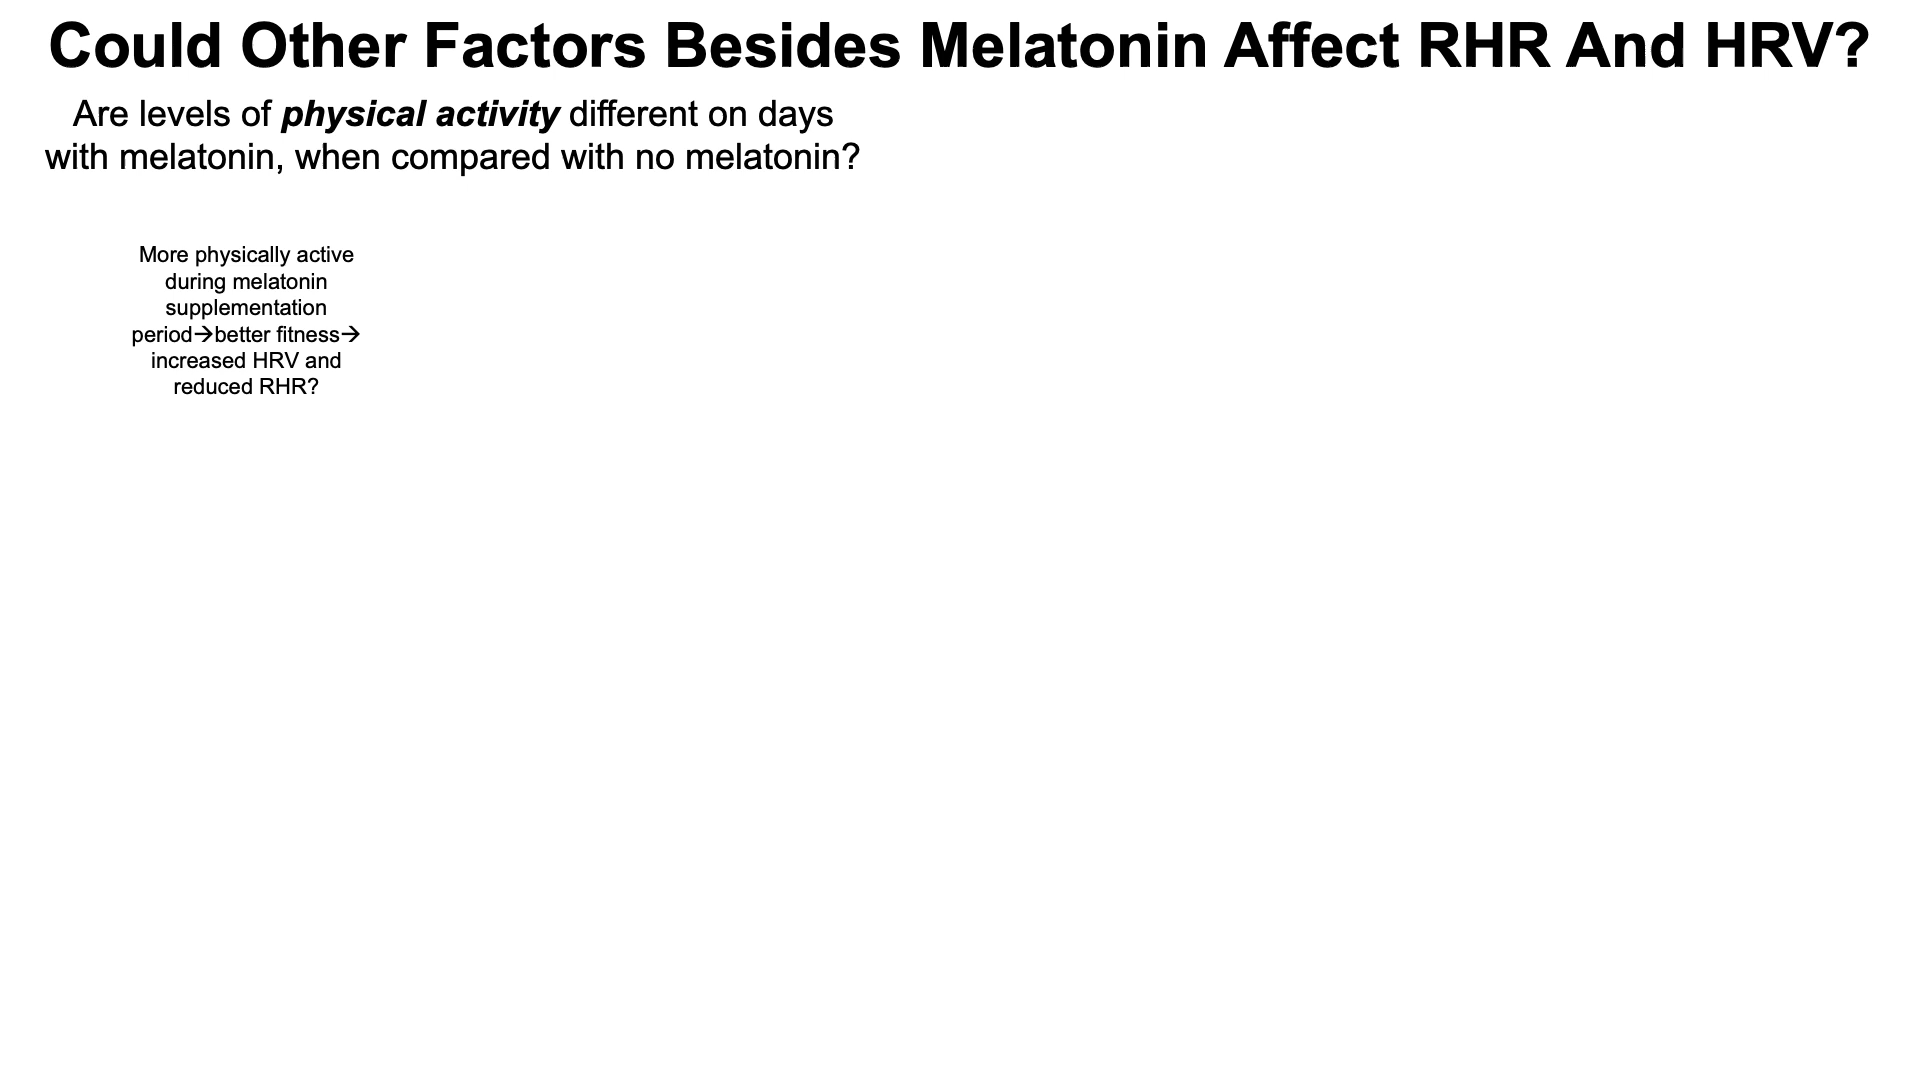 Could Other Factors Besides Melatonin Affect RHR And HRV?
Are levels of physical activity different on days
with melatonin, when compared with no melatonin?
More physically active
during melatonin
supplementation
period→better fitness→
increased HRV and
reduced RHR?